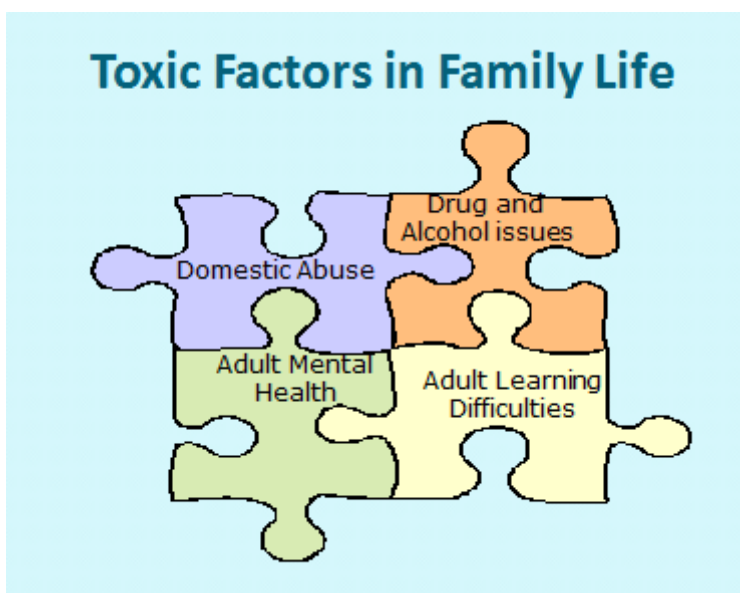 Toxic Factors in Family Life
Drug and
Alcohol issues
Domestic Abuse
Adult Mental
Health
Adult Learning
Difficulties